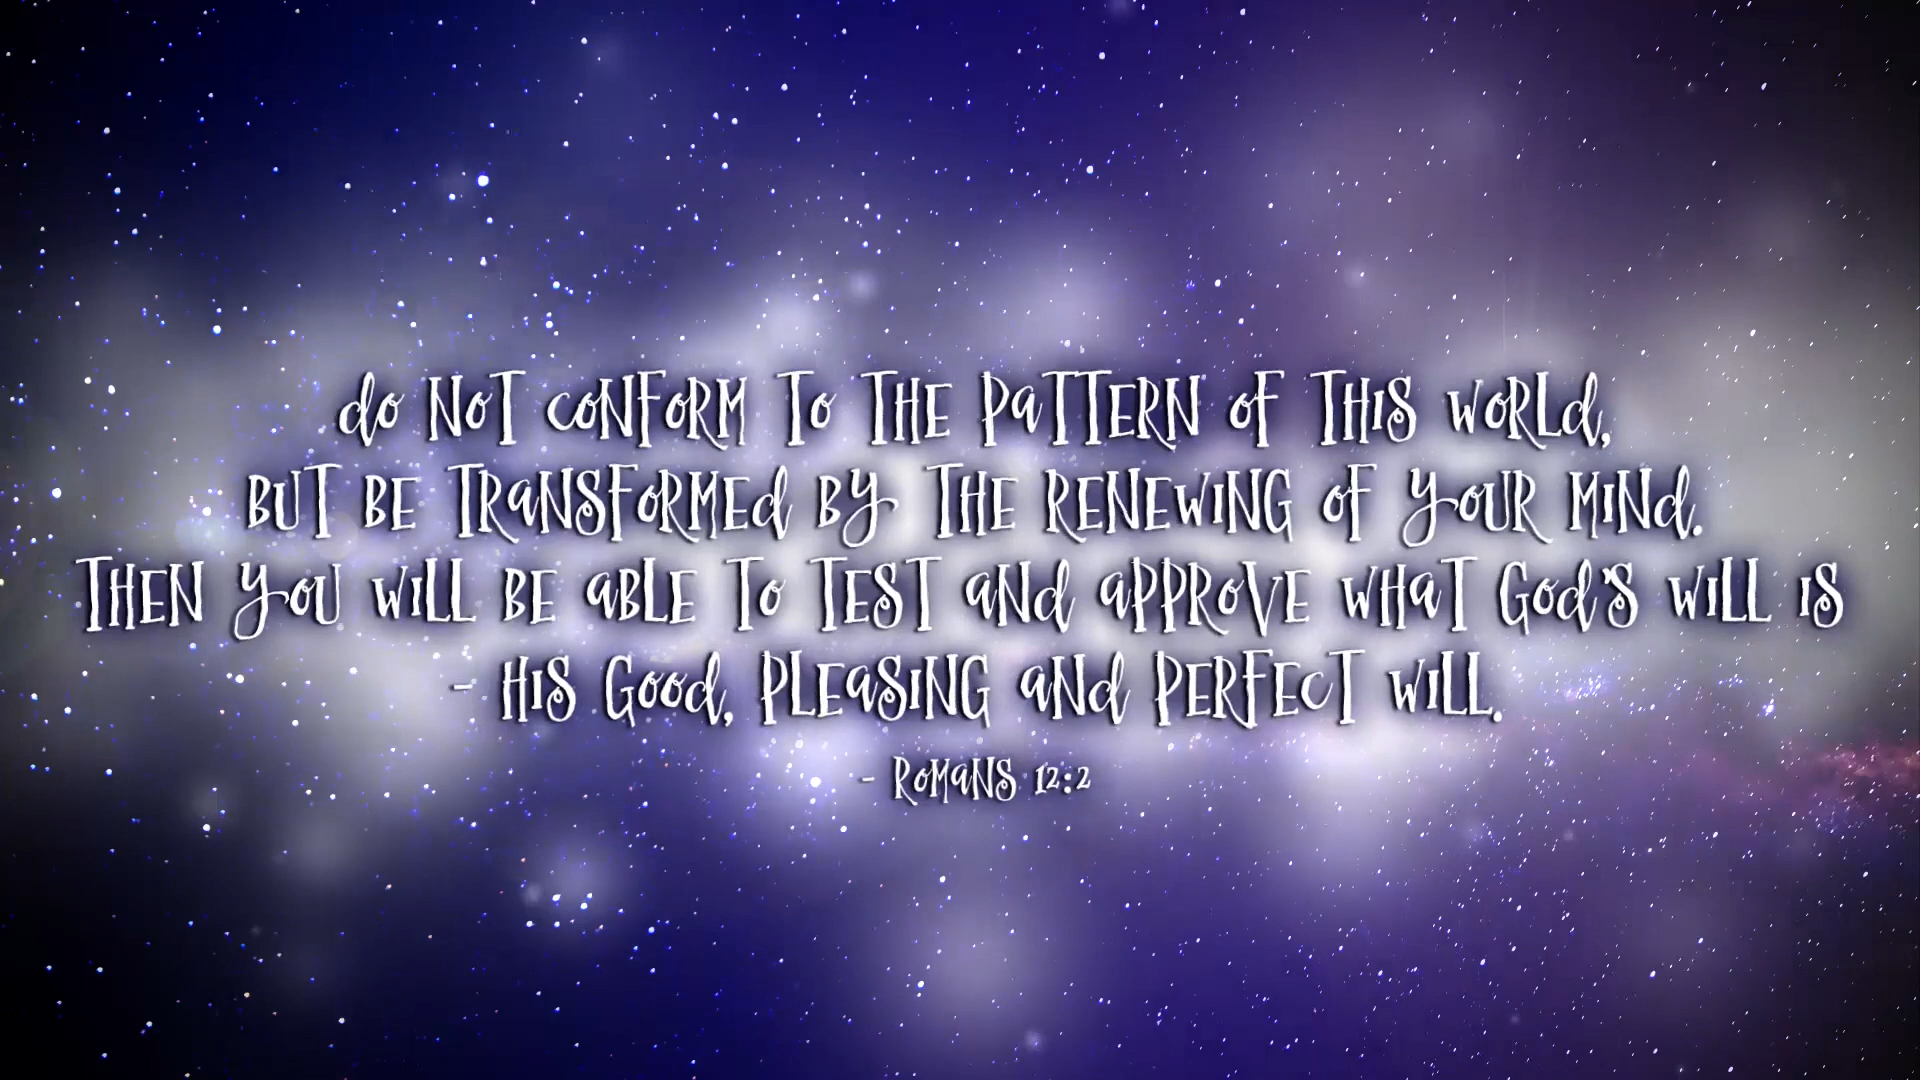 do NoT coNFoRM To THE PaTTERN oF THIS WoRLd,
BUT BE TRaNSFoRMEd BY THE RENEWING oF YoUR MINd.
THEN YoU WILL BE aBLE To TEST aNd aPPRoVE WHaT God'S WILL IS
- HIS Good, PLEaSING aNd PERFEcT WILL.
- RoMaNS 12:2